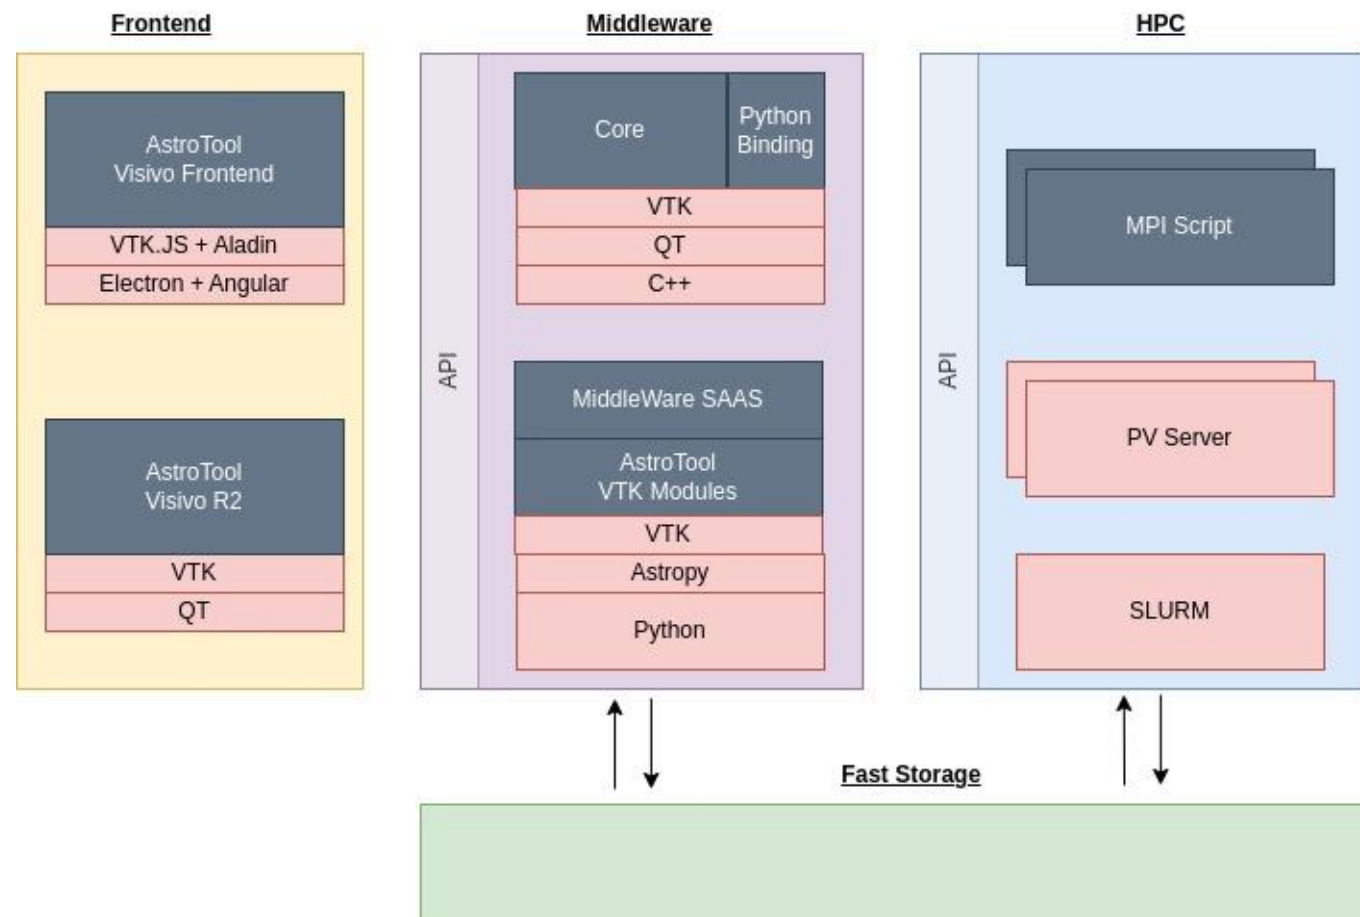 Frontend
AstroTool
Visivo Frontend
VTK.JS + Aladin
Electron + Angular
AstroTool
Visivo R2
VTK
QT
Middleware
API
Core
Python
Binding
VTK
QT
C++
MiddleWare SAAS
AstroTool
VTK Modules
VTK
Astropy
Python
HPC
API
MPI Script
PV Server
SLURM
Fast Storage